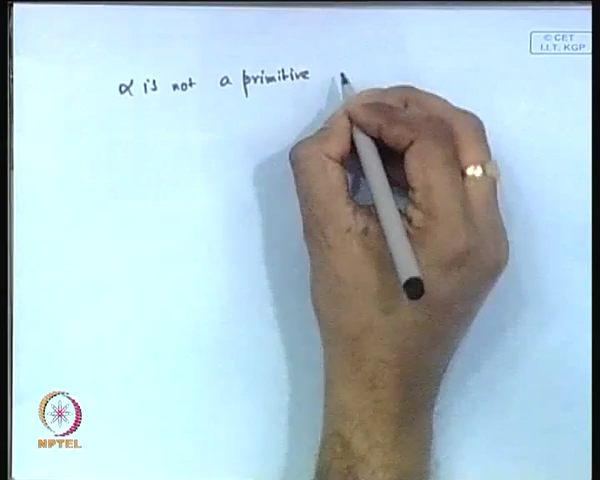 © CET
I.I.T. KGP
α is not a primitive
NPTEL